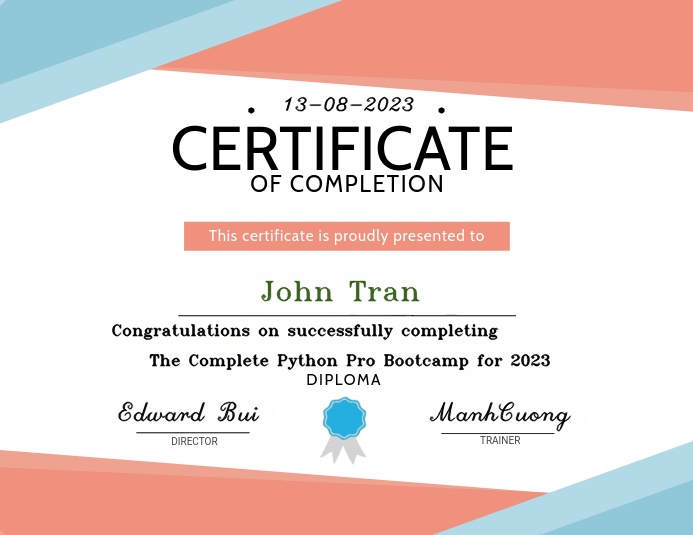 13-08-2023
CERTIFICATE
OF COMPLETION
This certificate is proudly presented to
John Tran
Congratulations on successfully completing
The Complete Python Pro Bootcamp for 2023
DIPLOMA
Edward Bui ManhCuong
DIRECTOR TRAINER